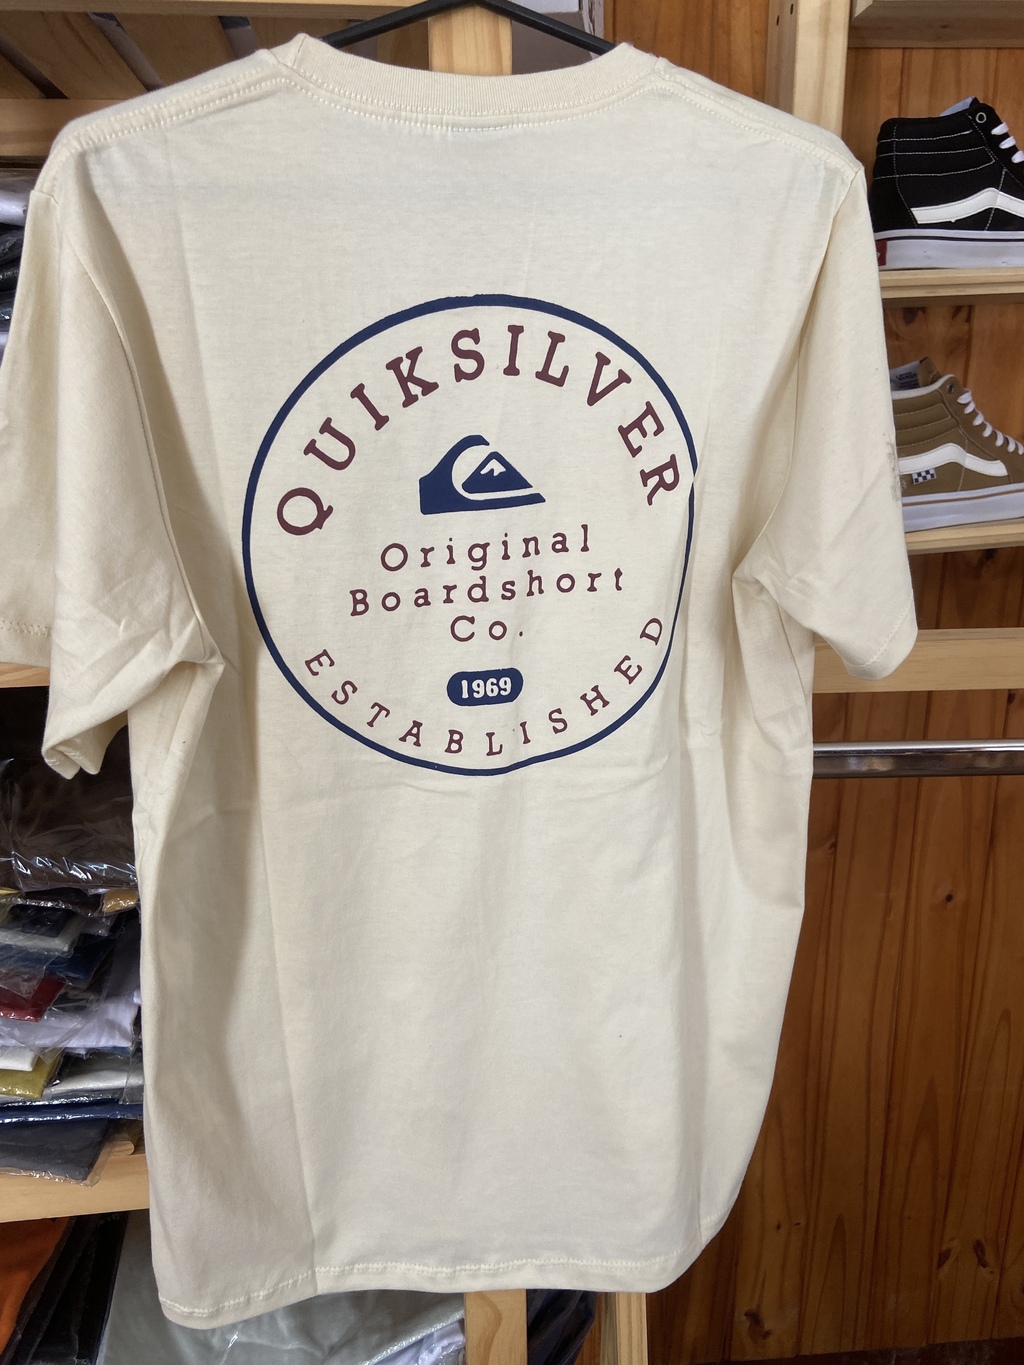 QUIKSILVER
Original
Boardshort
Co.
1969
ESTABLISHED